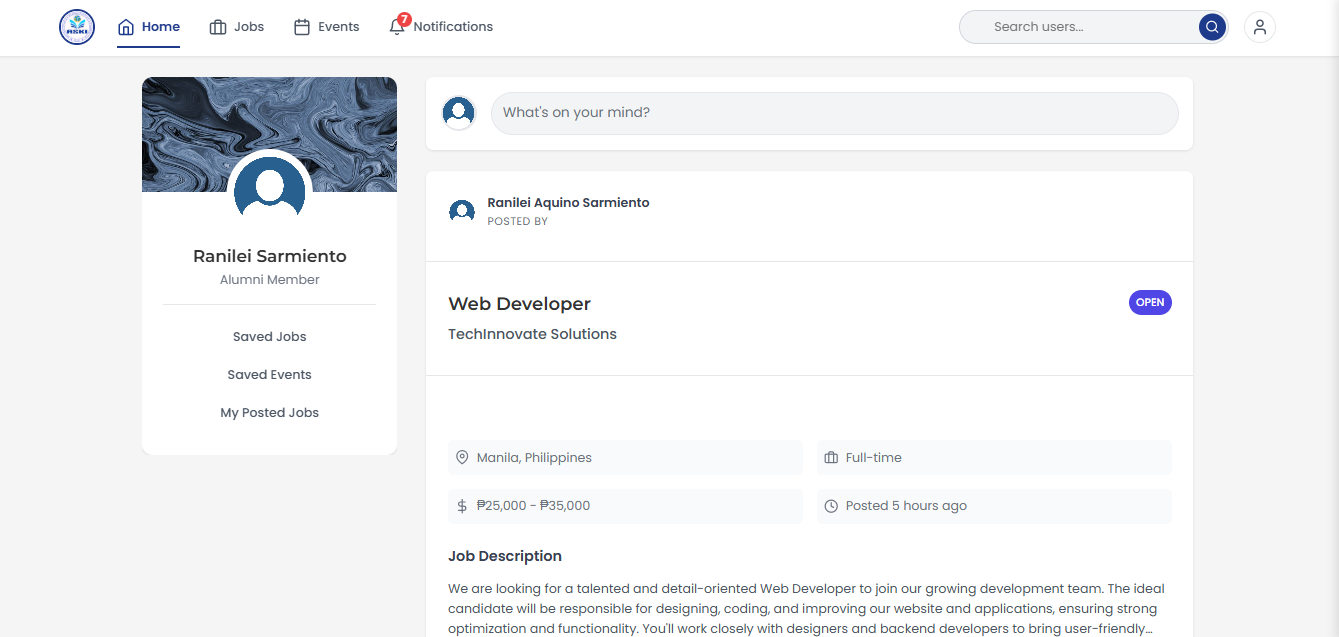 Home
Jobs
Events
7
Notifications
Search users...
Ranilei Sarmiento
Alumni Member
Saved Jobs
Saved Events
My Posted Jobs
What's on your mind?
Ranilei Aquino Sarmiento
POSTED BY
Web Developer
OPEN
TechInnovate Solutions
Manila, Philippines
Full-time
₱25,000 - ₱35,000
Posted 5 hours ago
Job Description
We are looking for a talented and detail-oriented Web Developer to join our growing development team. The ideal
candidate will be responsible for designing, coding, and improving our website and applications, ensuring strong
optimization and functionality. You'll work closely with designers and backend developers to bring user-friendly...